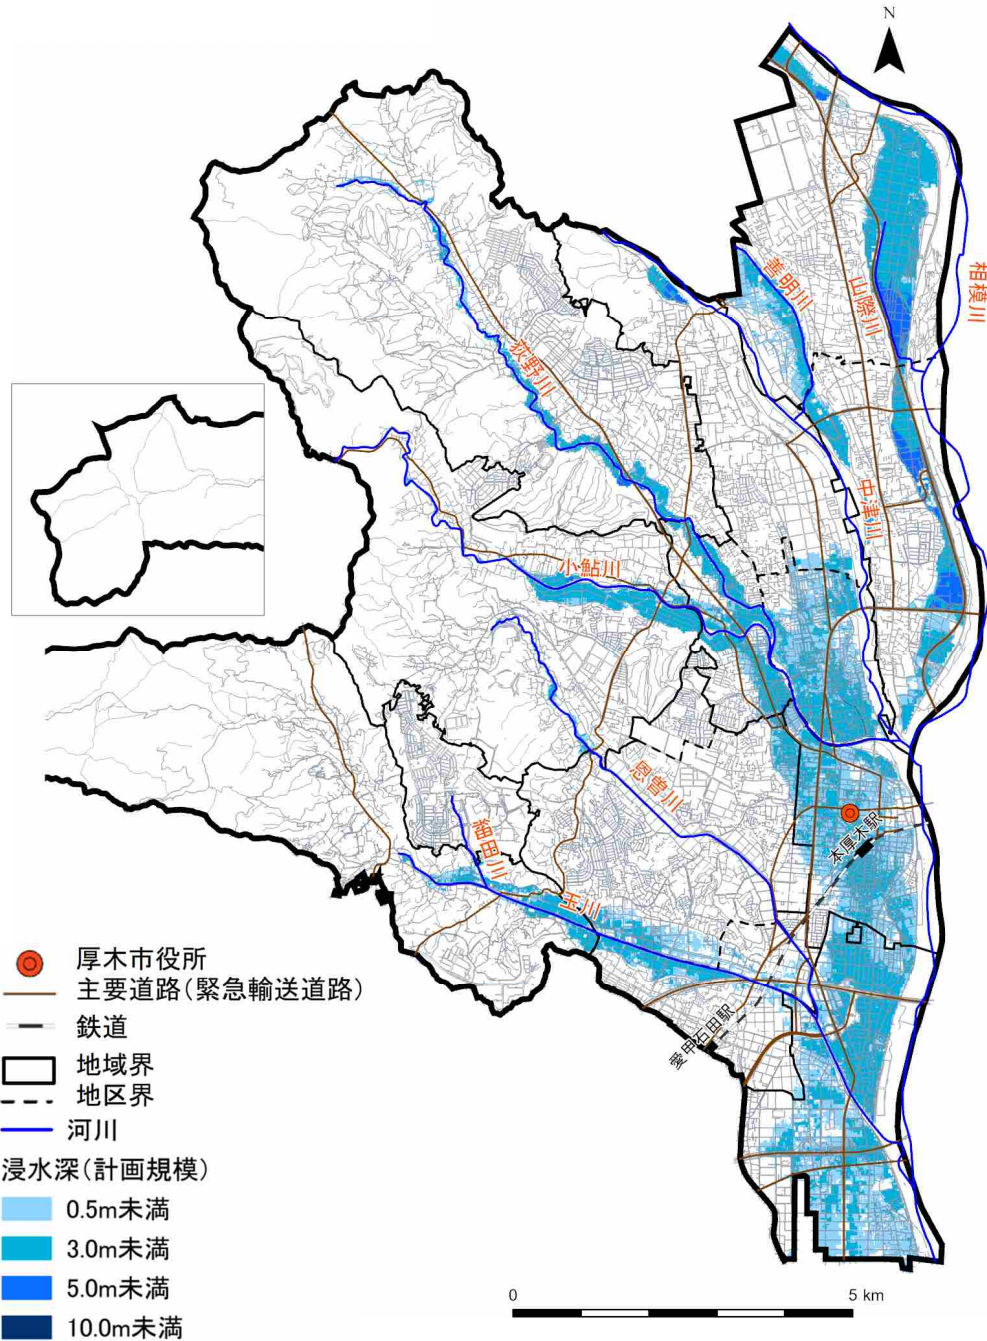 N
相模川
善明川
山際川
荻野川
中津川
小鮎川
恩曽川
本厚木駅
玉川
愛甲石田駅
厚木市役所
主要道路(緊急輸送道路)
鉄道
地域界
地区界
河川
浸水深(計画規模)
0.5m未満
3.0m未満
5.0m未満
10.0m未満
0 5 km